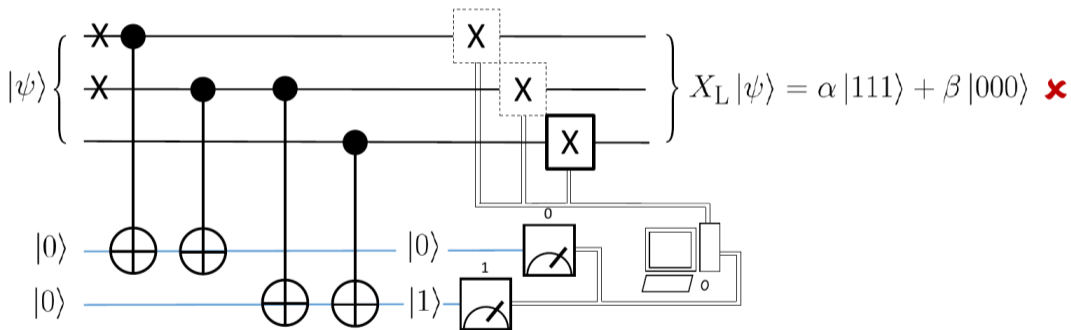 X X
|ψ⟩ X X
X X_L |ψ⟩ = α |111⟩ + β |000⟩ ✘
0
|0⟩ |0⟩
1
|0⟩ |1⟩
0